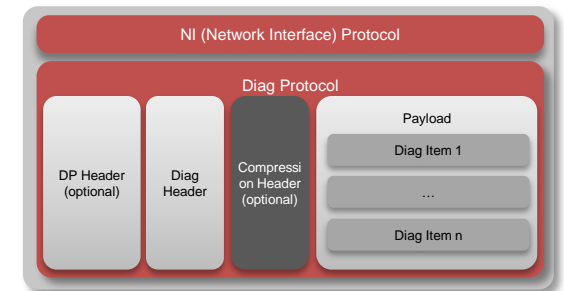 NI (Network Interface) Protocol
Diag Protocol
DP Header
(optional)
Diag
Header
Compressi
on Header
(optional)
Payload
Diag Item 1
…
Diag Item n